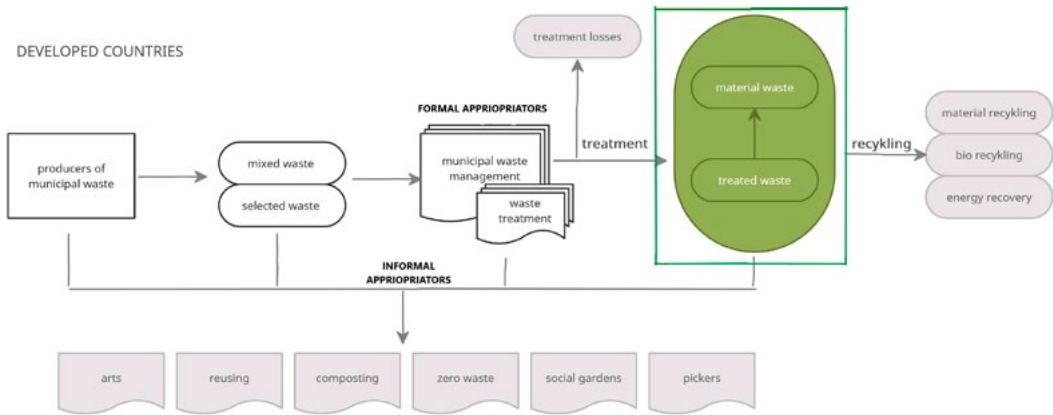 DEVELOPED COUNTRIES
treatment losses
material waste
FORMAL APPRIOPRIATORS
material recykling
producers of
municipal waste
mixed waste
selected waste
municipal waste
management
waste
treatment
treatment
treated waste
recykling
bio recykling
energy recovery
INFORMAL
APPRIOPRIATORS
arts
reusing
composting
zero waste
social gardens
pickers